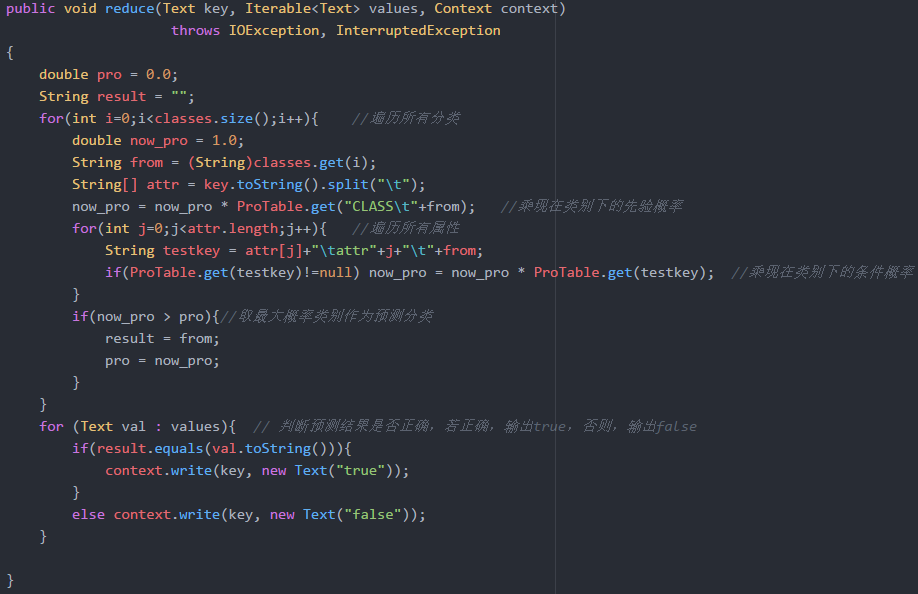 public void reduce(Text key, Iterable<Text> values, Context context)
throws IOException, InterruptedException
{
double pro = 0.0;
String result = "";
for(int i=0;i<classes.size();i++){    //遍历所有分类
double now_pro = 1.0;
String from = (String)classes.get(i);
String[] attr = key.toString().split("\t");
now_pro = now_pro * ProTable.get("CLASS\t"+from);   //乘现在类别下的先验概率
for(int j=0;j<attr.length;j++){   //遍历所有属性
String testkey = attr[j]+"\tattr"+j+"\t"+from;
if(ProTable.get(testkey)!=null) now_pro = now_pro * ProTable.get(testkey);  //乘现在类别下的条件概率
}
if(now_pro > pro){//取最大概率类别作为预测分类
result = from;
pro = now_pro;
}
}
for (Text val : values){  // 判断预测结果是否正确，若正确，输出true，否则，输出false
if(result.equals(val.toString())){
context.write(key, new Text("true"));
}
else context.write(key, new Text("false"));
}
}